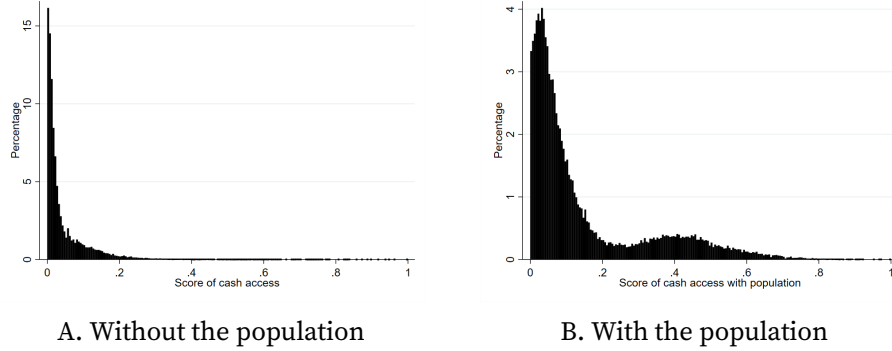 Percentage
15
10
5
0
0 .2 .4 .6 .8 1
Score of cash access
A. Without the population
Percentage
4
3
2
1
0
0 .2 .4 .6 .8 1
Score of cash access with population
B. With the population